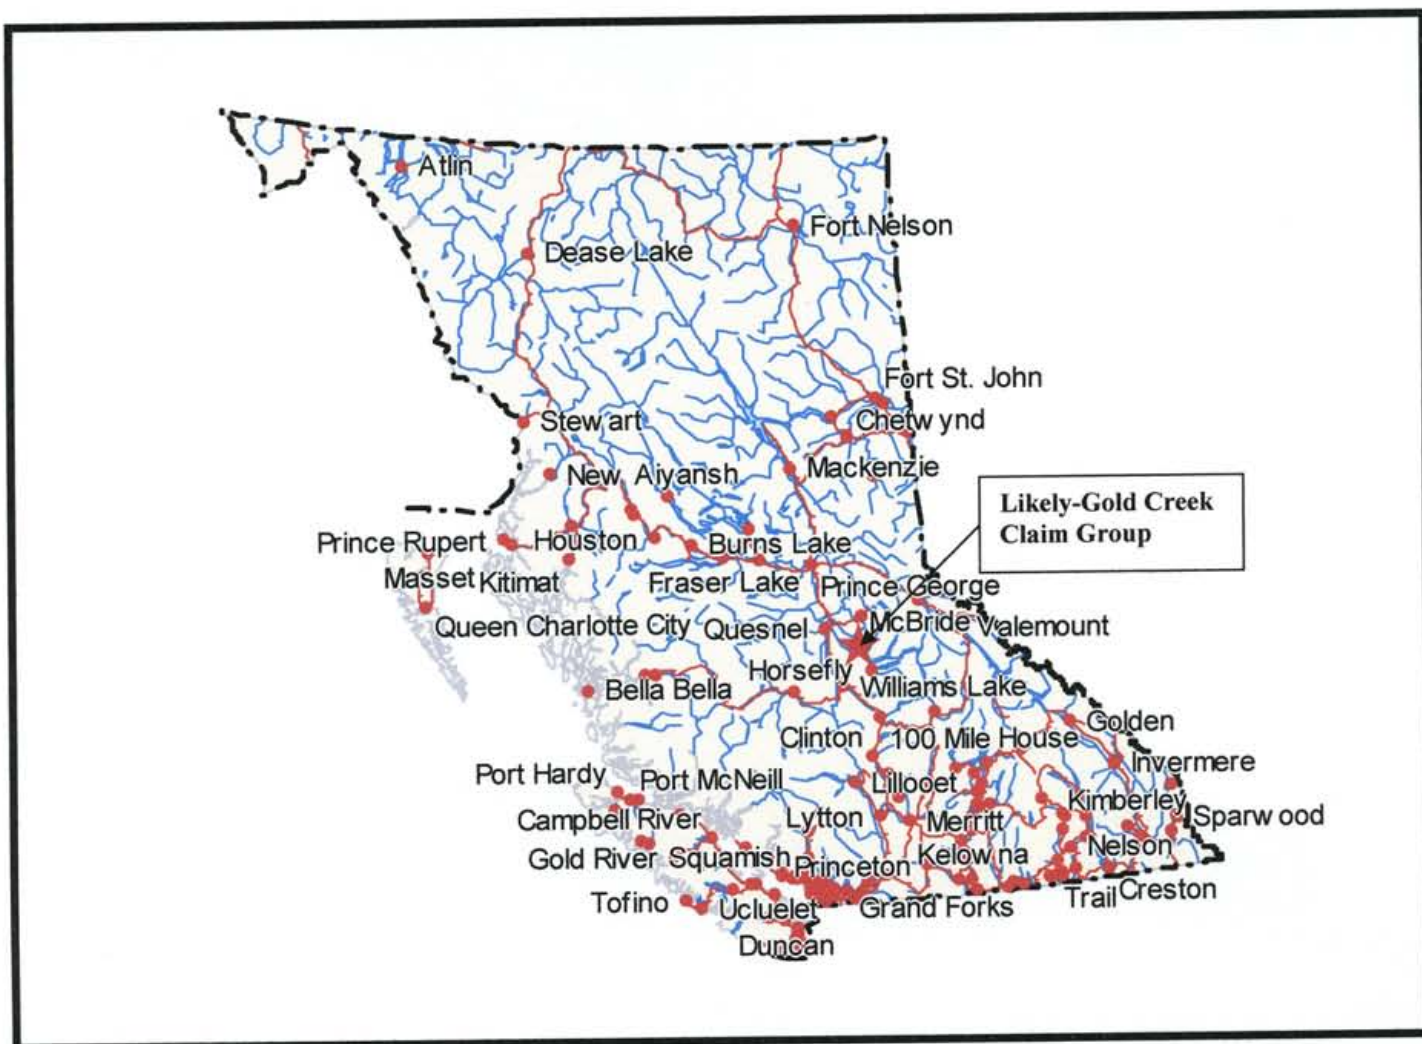 Atlin
Fort Nelson
Dease Lake
Fort St. John
Stewart
Chetwynd
New Aiyansh
Mackenzie
Likely-Gold Creek
Claim Group
Prince Rupert
Houston
Burns Lake
Masset
Kitimat
Fraser Lake
Prince George
Queen Charlotte City
Quesnel
McBride
Valemount
Horsefly
Bella Bella
Williams Lake
Golden
Clinton
100 Mile House
Invermere
Port Hardy
Port McNeill
Lillooet
Kimberley
Campbell River
Lytton
Merritt
Sparwood
Gold River
Squamish
Princeton
Kelowna
Nelson
Tofino
Ucluelet
Grand Forks
Trail
Creston
Duncan